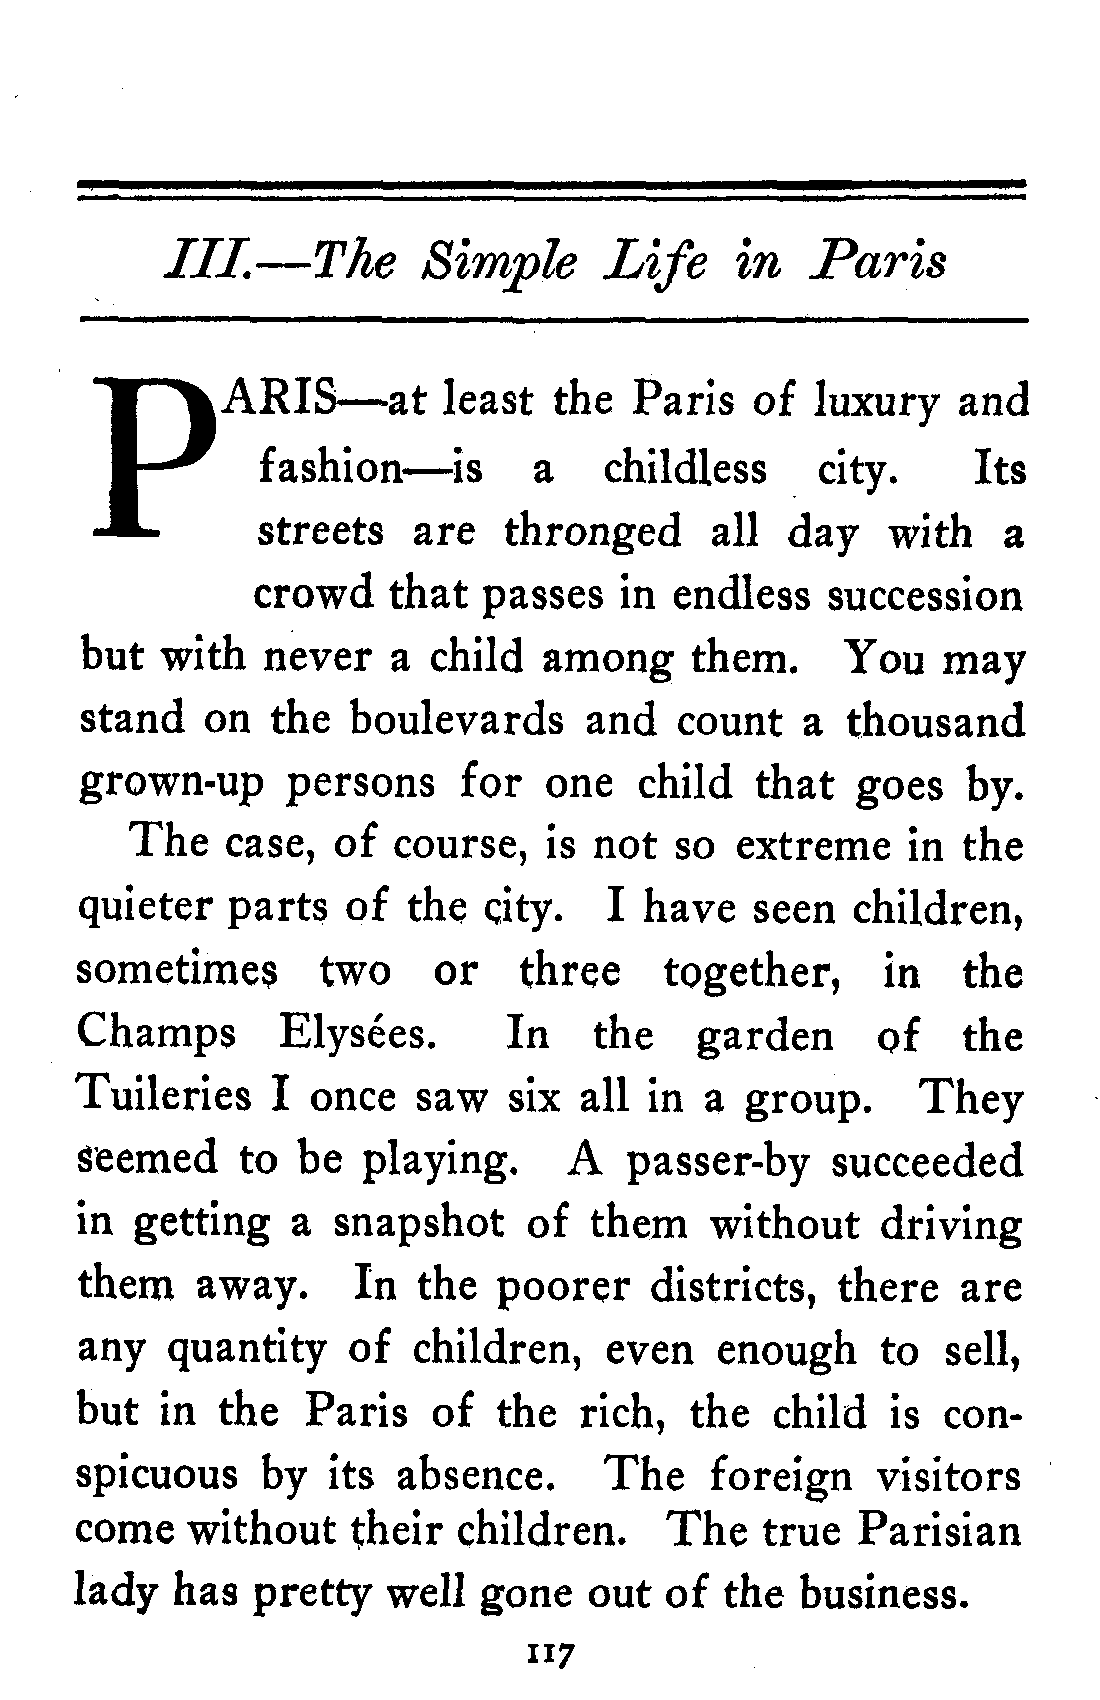 III.—The Simple Life in Paris
PARIS—at least the Paris of luxury and
fashion—is a childless city. Its
streets are thronged all day with a
crowd that passes in endless succession
but with never a child among them. You may
stand on the boulevards and count a thousand
grown-up persons for one child that goes by.
The case, of course, is not so extreme in the
quieter parts of the city. I have seen children,
sometimes two or three together, in the
Champs Elysées. In the garden of the
Tuileries I once saw six all in a group. They
seemed to be playing. A passer-by succeeded
in getting a snapshot of them without driving
them away. In the poorer districts, there are
any quantity of children, even enough to sell,
but in the Paris of the rich, the child is con-
spicuous by its absence. The foreign visitors
come without their children. The true Parisian
lady has pretty well gone out of the business.
117